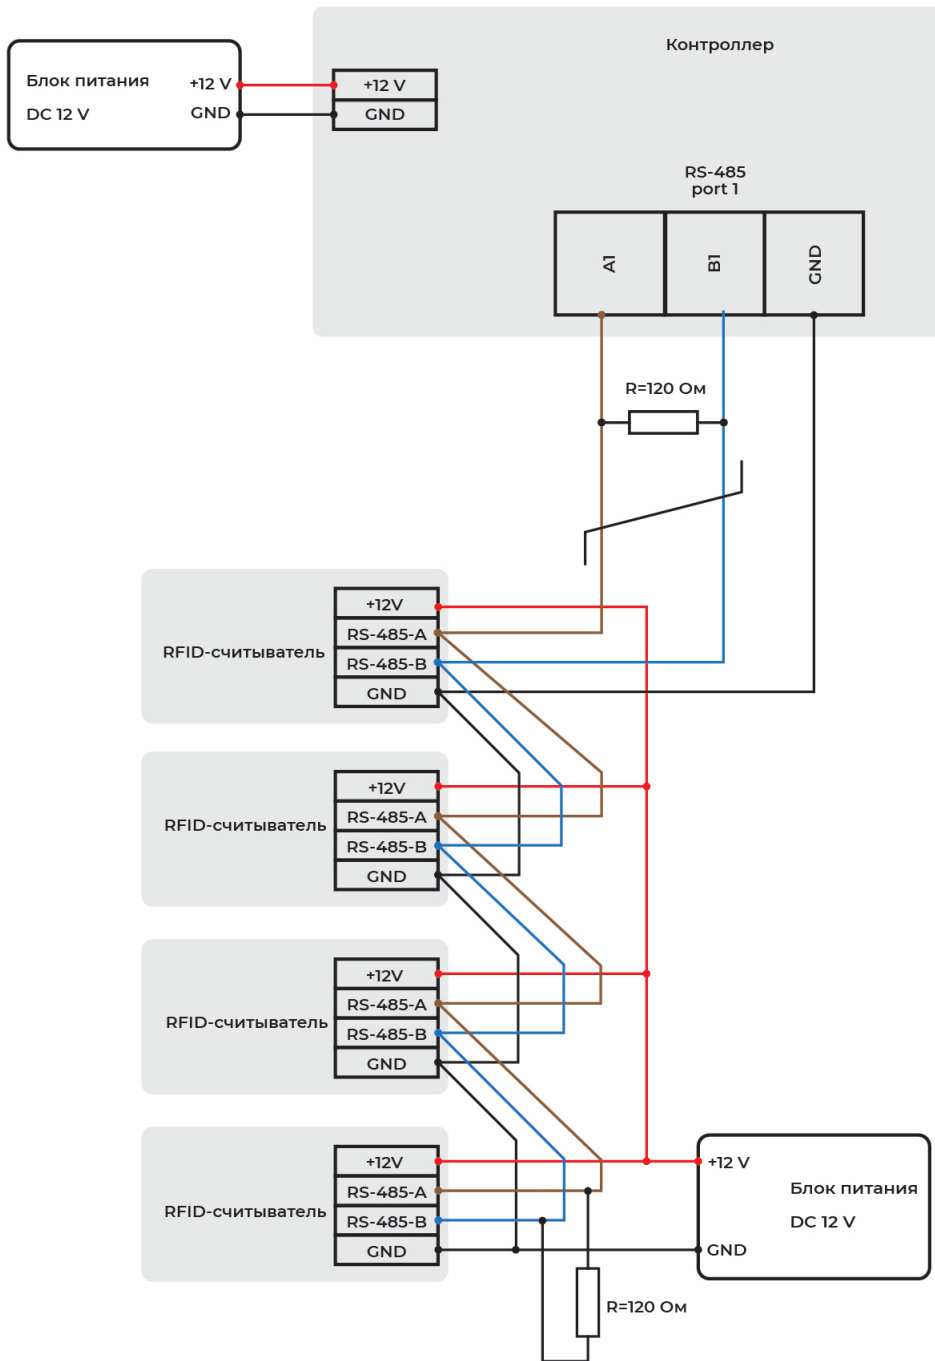 Контроллер
Блок питания
DC 12 V
+12 V
GND
+12 V
GND
RS-485
port 1
A1
B1
GND
R=120 Ом
RFID-считыватель
+12V
RS-485-A
RS-485-B
GND
RFID-считыватель
+12V
RS-485-A
RS-485-B
GND
RFID-считыватель
+12V
RS-485-A
RS-485-B
GND
RFID-считыватель
+12V
RS-485-A
RS-485-B
GND
+12 V
GND
Блок питания
DC 12 V
R=120 Ом